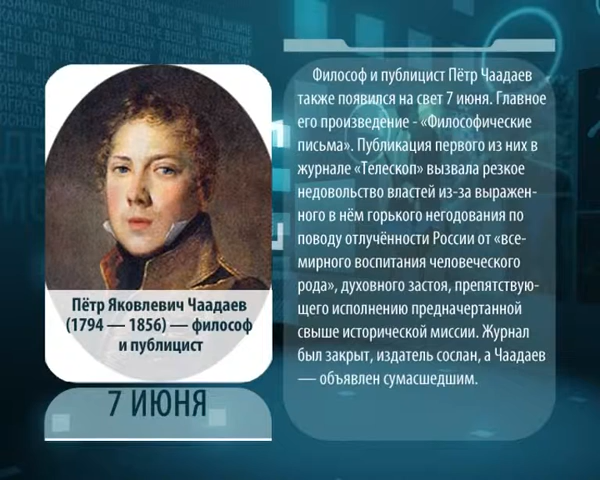 Пётр Яковлевич Чаадаев
(1794 — 1856) — философ
и публицист
7 ИЮНЯ
Философ и публицист Пётр Чаадаев
также появился на свет 7 июня. Главное
его произведение - «Философические
письма». Публикация первого из них в
журнале «Телескоп» вызвала резкое
недовольство властей из-за выражен-
ного в нём горького негодования по
поводу отлучённости России от «все-
мирного воспитания человеческого
рода», духовного застоя, препятствую-
щего исполнению предначертанной
свыше исторической миссии. Журнал
был закрыт, издатель сослан, а Чаадаев
— объявлен сумасшедшим.